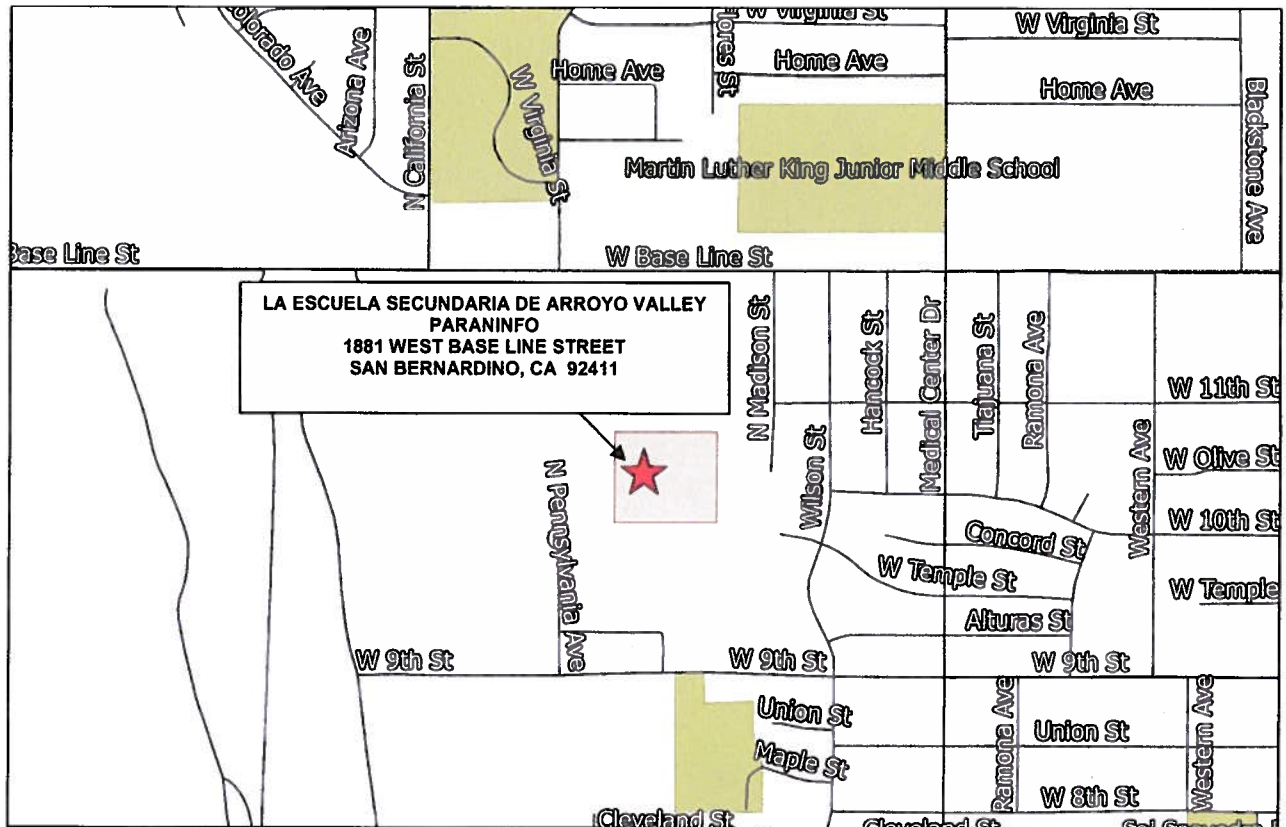 W Virginia St
W Virginia St
Colorado Ave
Arizona Ave
N California St
W Virginia St
Home Ave
Home Ave
Home Ave
Blackstone Ave
Martin Luther King Junior Middle School
Base Line St
W Base Line St
LA ESCUELA SECUNDARIA DE ARROYO VALLEY
PARANINFO
1881 WEST BASE LINE STREET
SAN BERNARDINO, CA 92411
N Madison St
Hancock St
Medical Center Dr
Tiajuana St
Ramona Ave
W 11th St
Wilson St
Western Ave
W Olive St
N Pennsylvania Ave
W 10th St
Concord St
W Temple St
W Temple
Alturas St
W 9th St
W 9th St
W 9th St
Union St
Union St
Ramona Ave
Western Ave
Maple St
W 8th St
Cleveland St
Cleveland St